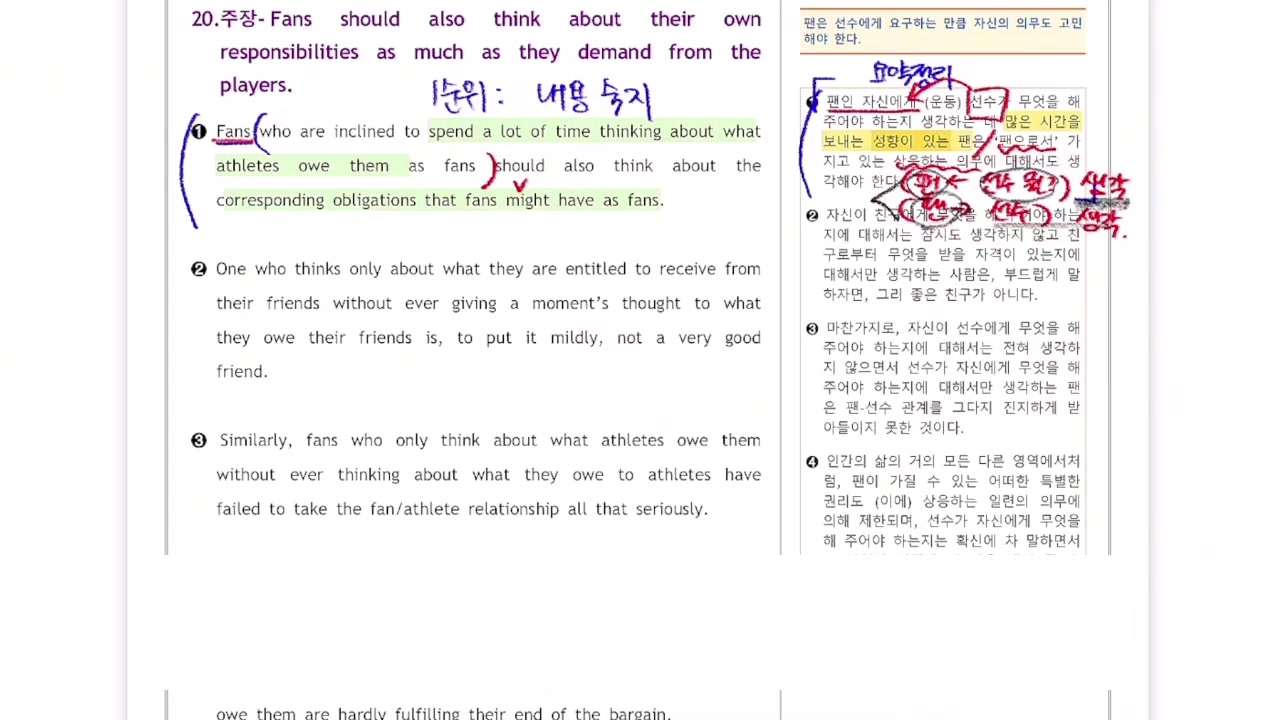 20.주장- Fans should also think about their own
responsibilities as much as they demand from the
players.
1순위 : 내용 숙지
❶ Fans who are inclined to spend a lot of time thinking about what
athletes owe them as fans should also think about the
corresponding obligations that fans might have as fans.
❷ One who thinks only about what they are entitled to receive from
their friends without ever giving a moment's thought to what
they owe their friends is, to put it mildly, not a very good
friend.
❸ Similarly, fans who only think about what athletes owe them
without ever thinking about what they owe to athletes have
failed to take the fan/athlete relationship all that seriously.
owe them are hardly fulfilling their end of the bargain.
팬은 선수에게 요구하는 만큼 자신의 의무도 고민
해야 한다.
요약정리
❶ 팬인 자신에게 (운동) 선수가 무엇을 해
주어야 하는지 생각하는 데 많은 시간을
보내는 성향이 있는 팬은 '팬으로서' 가
지고 있는 상응하는 의무에 대해서도 생
각해야 한다.
팬 ← 선수 뭘? 생각
팬 선수 ) 생각.
❷ 자신이 친구에게 무엇을 해 주어야 하는
지에 대해서는 잠시도 생각하지 않고 친
구로부터 무엇을 받을 자격이 있는지에
대해서만 생각하는 사람은, 부드럽게 말
하자면, 그리 좋은 친구가 아니다.
❸ 마찬가지로, 자신이 선수에게 무엇을 해
주어야 하는지에 대해서는 전혀 생각하
지 않으면서 선수가 자신에게 무엇을 해
주어야 하는지에 대해서만 생각하는 팬
은 팬-선수 관계를 그다지 진지하게 받
아들이지 못한 것이다.
❹ 인간의 삶의 거의 모든 다른 영역에서처
럼, 팬이 가질 수 있는 어떠한 특별한
권리도 (이에) 상응하는 일련의 의무에
의해 제한되며, 선수가 자신에게 무엇을
해 주어야 하는지는 확신에 차 말하면서